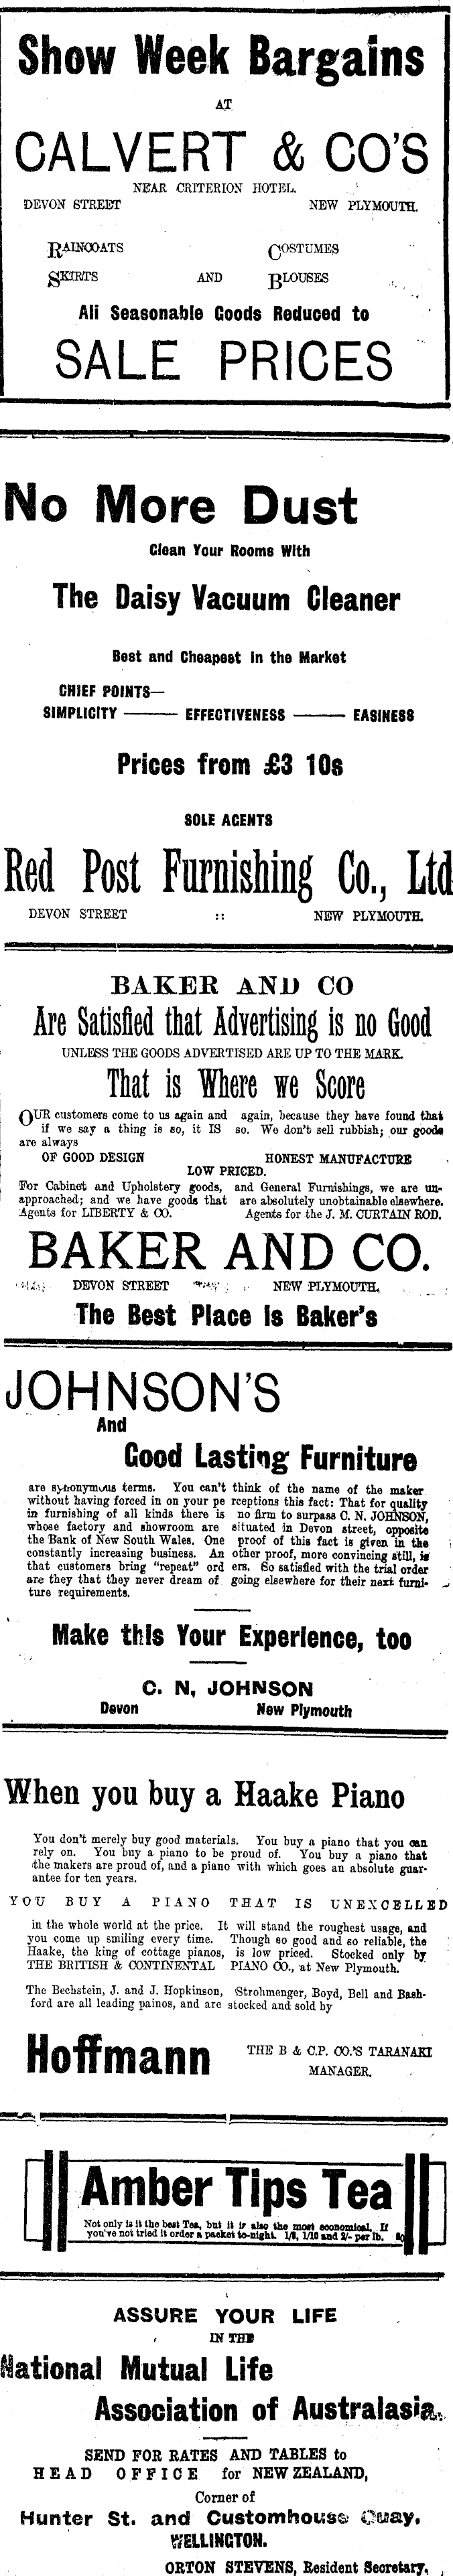 Show Week Bargains
AT
CALVERT & CO'S
NEAR CRITERION HOTEL.
DEVON STREET NEW PLYMOUTH.
RAINCOATS COSTUMES
SKIRTS AND BLOUSES
All Seasonable Goods Reduced to
SALE PRICES
No More Dust
Clean Your Rooms With
The Daisy Vacuum Cleaner
Best and Cheapest in the Market
CHIEF POINTS—
SIMPLICITY —— EFFECTIVENESS —— EASINESS
Prices from £3 10s
SOLE AGENTS
Red Post Furnishing Co., Ltd
DEVON STREET :: NEW PLYMOUTH.
BAKER AND CO
Are Satisfied that Advertising is no Good
UNLESS THE GOODS ADVERTISED ARE UP TO THE MARK.
That is Where we Score
OUR customers come to us again and again, because they have found that
if we say a thing is so, it IS so. We don't sell rubbish; our goods
are always
OF GOOD DESIGN HONEST MANUFACTURE
LOW PRICED.
For Cabinet and Upholstery goods, and General Furnishings, we are un-
approached; and we have goods that are absolutely unobtainable elsewhere.
Agents for LIBERTY & CO. Agents for the J. M. CURTAIN ROD.
BAKER AND CO.
DEVON STREET NEW PLYMOUTH,
The Best Place Is Baker's
JOHNSON'S
And
Good Lasting Furniture
are synonymous terms. You can't think of the name of the maker
without having forced in on your pe rceptions this fact: That for quality
in furnishing of all kinds there is no firm to surpass C. N. JOHNSON,
whose factory and showroom are situated in Devon street, opposite
the Bank of New South Wales. One proof of this fact is given in the
constantly increasing business. An other proof, more convincing still, is
that customers bring "repeat" ord ers. So satisfied with the trial order
are they that they never dream of going elsewhere for their next furni-
ture requirements.
Make this Your Experience, too
C. N, JOHNSON
Devon New Plymouth
When you buy a Haake Piano
You don't merely buy good materials. You buy a piano that you can
rely on. You buy a piano to be proud of. You buy a piano that
the makers are proud of, and a piano with which goes an absolute guar-
antee for ten years.
YOU BUY A PIANO THAT IS UNEXCELLED
in the whole world at the price. It will stand the roughest usage, and
you come up smiling every time. Though so good and so reliable, the
Haake, the king of cottage pianos, is low priced. Stocked only by
THE BRITISH & CONTINENTAL PIANO CO., at New Plymouth.
The Bechstein, J. and J. Hopkinson, Strohmenger, Boyd, Bell and Bash-
ford are all leading painos, and are stocked and sold by
Hoffmann THE B & C.P. CO.'S TARANAKI
MANAGER.
Amber Tips Tea
Not only is it the best Tea, but it is also the most economical. If
you've not tried it order a packet to-night. 1/8, 1/10 and 2/- per lb.
ASSURE YOUR LIFE
IN THE
National Mutual Life
Association of Australasia.
SEND FOR RATES AND TABLES to
HEAD OFFICE for NEW ZEALAND,
Corner of
Hunter St. and Customhouse Quay,
WELLINGTON.
ORTON STEVENS, Resident Secretary,